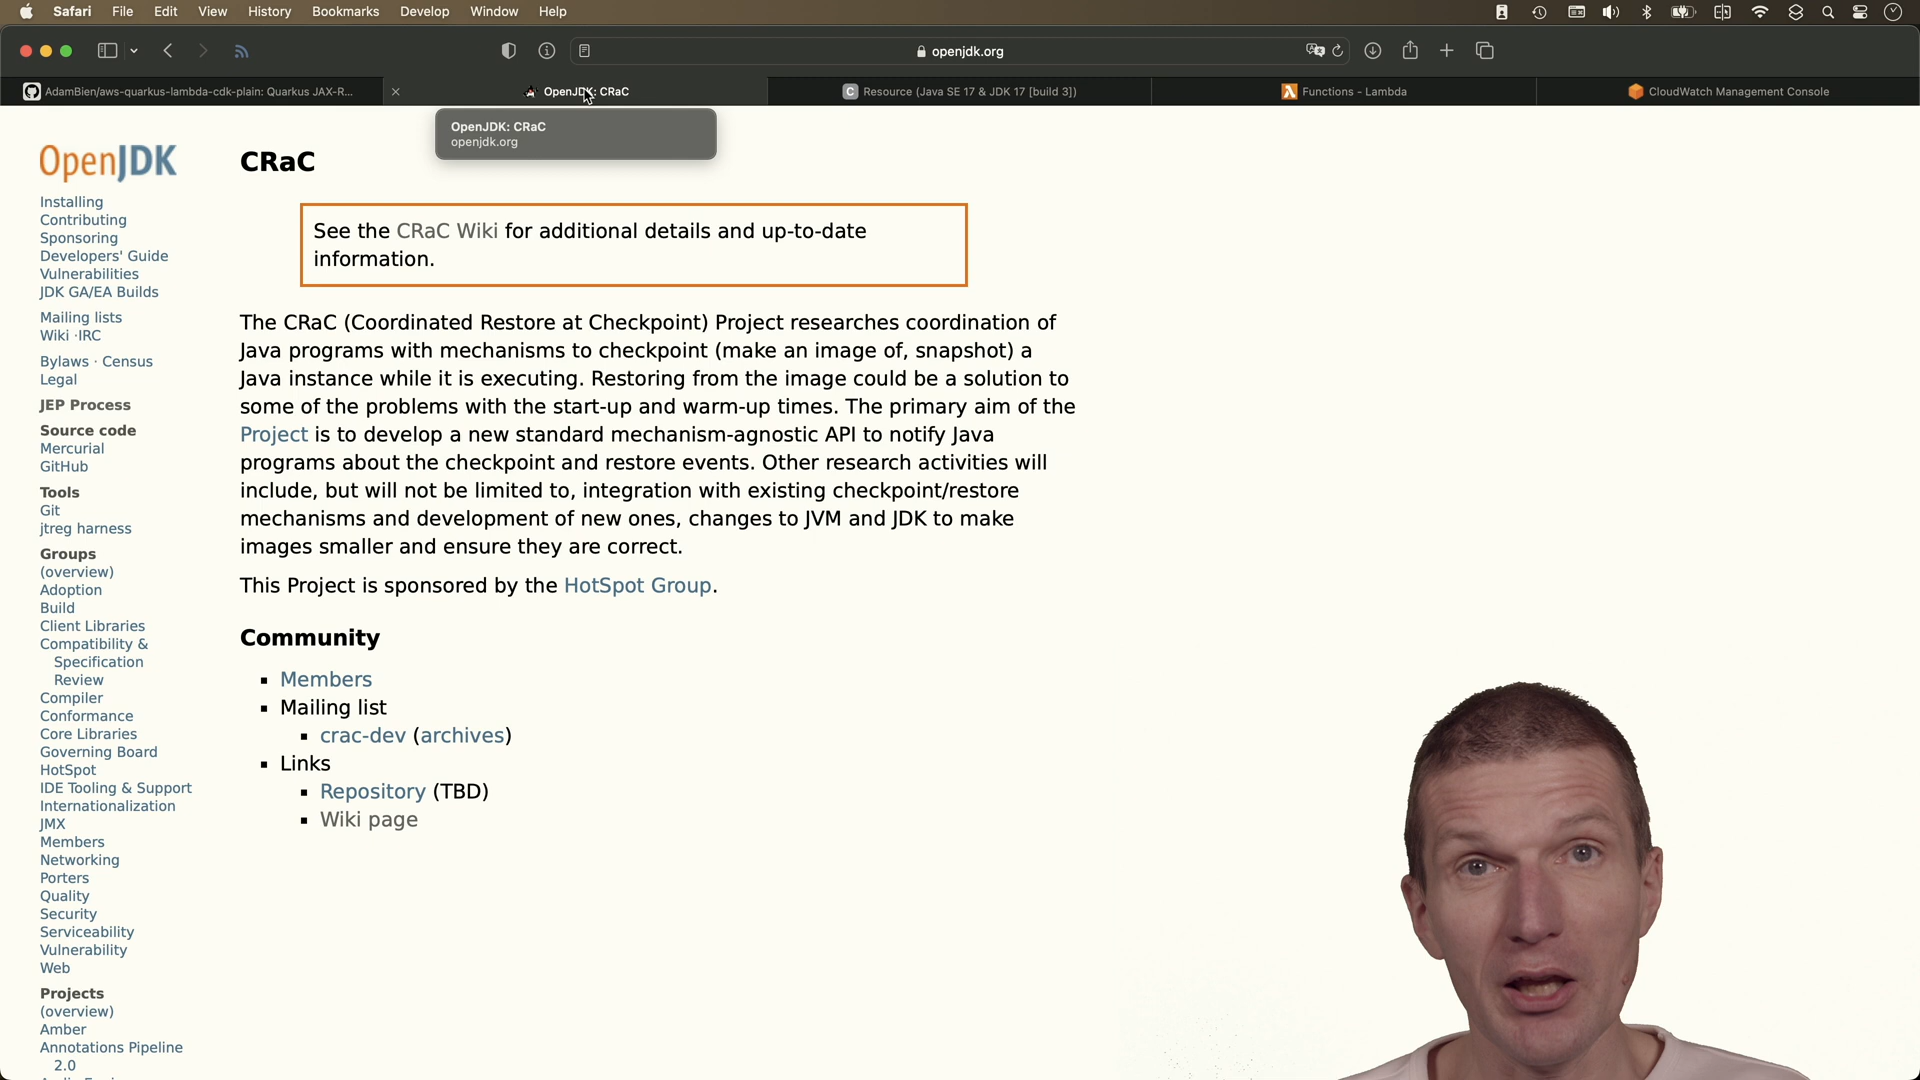 Safari File Edit View History Bookmarks Develop Window Help
openjdk.org
AdamBien/aws-quarkus-lambda-cdk-plain: Quarkus JAX-R...
OpenJDK: CRaC
Resource (Java SE 17 & JDK 17 [build 3])
Functions - Lambda
CloudWatch Management Console
OpenJDK: CRaC
openjdk.org
OpenJDK
Installing
Contributing
Sponsoring
Developers' Guide
Vulnerabilities
JDK GA/EA Builds
Mailing lists
Wiki · IRC
Bylaws · Census
Legal
JEP Process
Source code
Mercurial
GitHub
Tools
Git
jtreg harness
Groups
(overview)
Adoption
Build
Client Libraries
Compatibility &
Specification
Review
Compiler
Conformance
Core Libraries
Governing Board
HotSpot
IDE Tooling & Support
Internationalization
JMX
Members
Networking
Porters
Quality
Security
Serviceability
Vulnerability
Web
Projects
(overview)
Amber
Annotations Pipeline
2.0
CRaC
See the CRaC Wiki for additional details and up-to-date
information.
The CRaC (Coordinated Restore at Checkpoint) Project researches coordination of
Java programs with mechanisms to checkpoint (make an image of, snapshot) a
Java instance while it is executing. Restoring from the image could be a solution to
some of the problems with the start-up and warm-up times. The primary aim of the
Project is to develop a new standard mechanism-agnostic API to notify Java
programs about the checkpoint and restore events. Other research activities will
include, but will not be limited to, integration with existing checkpoint/restore
mechanisms and development of new ones, changes to JVM and JDK to make
images smaller and ensure they are correct.
This Project is sponsored by the HotSpot Group.
Community
Members
Mailing list
crac-dev (archives)
Links
Repository (TBD)
Wiki page